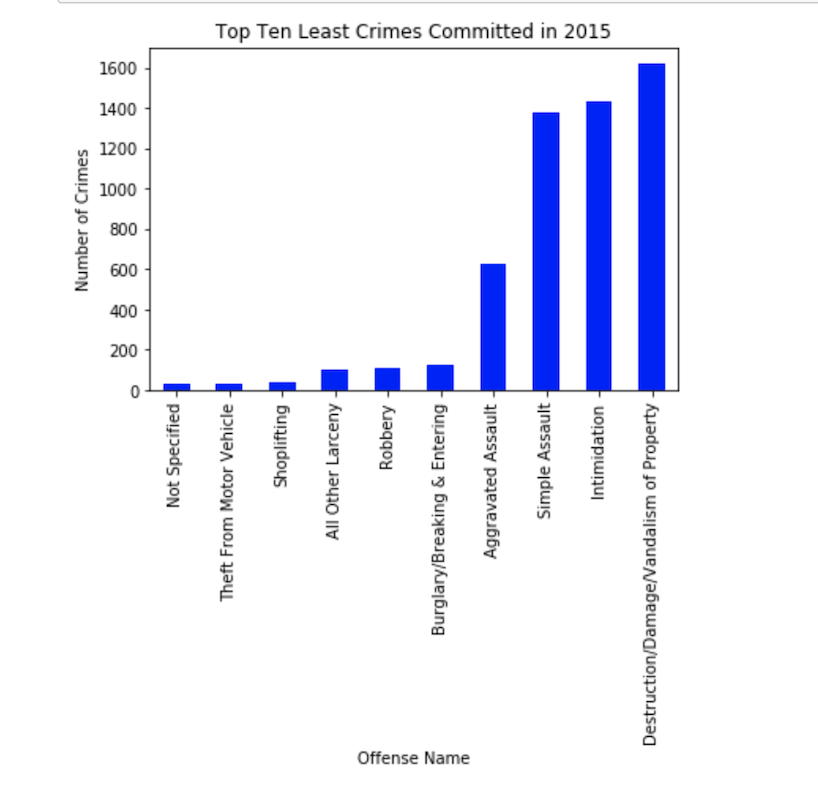 Top Ten Least Crimes Committed in 2015
Number of Crimes
1600
1400
1200
1000
800
600
400
200
0
Not Specified
Theft From Motor Vehicle
Shoplifting
All Other Larceny
Robbery
Burglary/Breaking & Entering
Aggravated Assault
Simple Assault
Intimidation
Destruction/Damage/Vandalism of Property
Offense Name